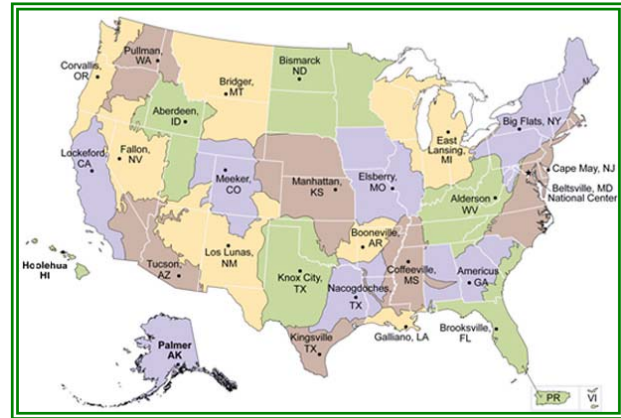 Pullman,
WA
Corvallis,
OR
Bismarck
ND
Bridger,
MT
Aberdeen,
ID
Big Flats, NY
East
Lansing,
MI
Lockeford,
CA
Fallon,
NV
Meeker,
CO
Elsberry,
MO
Manhattan,
KS
Cape May, NJ
Beltsville, MD
National Center
Alderson
WV
Booneville,
AR
Los Lunas,
NM
Tucson,
AZ
Hoolehua
HI
Knox City,
TX
Coffeeville,
MS
Americus
GA
Nacogdoches,
TX
Brooksville,
FL
Galliano, LA
Kingsville
TX
Palmer
AK
PR
VI